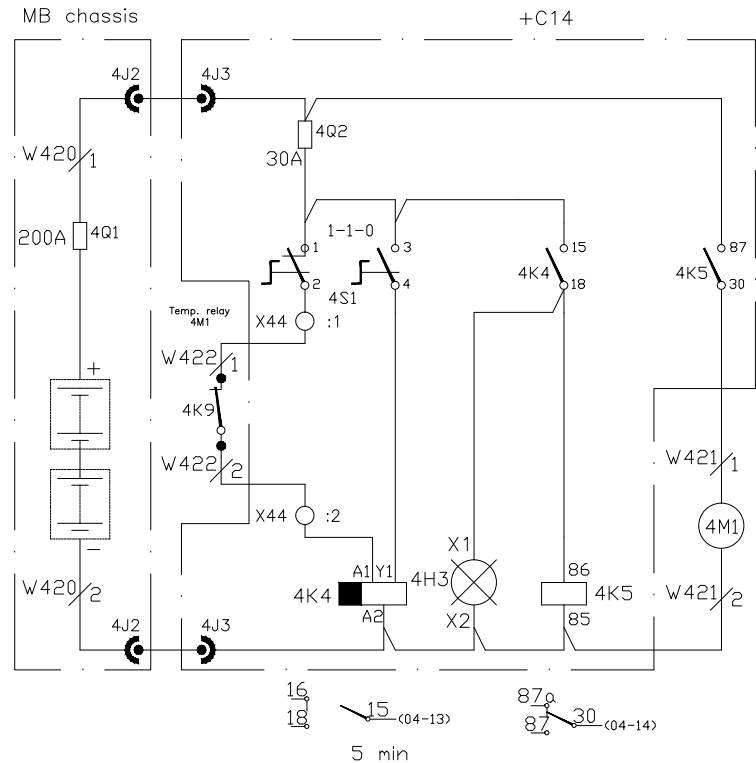 MB chassis
+C14
4J2
4J3
4Q2
30A
W420
1
200A
4Q1
1-1-0
1
3
15
87
4K4
4K5
2
4
18
30
4S1
Temp. relay
4M1
X44
:1
W422
1
+
4K9
W422
2
W421
1
X44
:2
4M1
-
X1
A1
Y1
86
W420
2
4K4
4H3
4K5
W421
2
A2
X2
85
4J2
4J3
16
18
15
(04-13)
87a
87
30
(04-14)
5 min